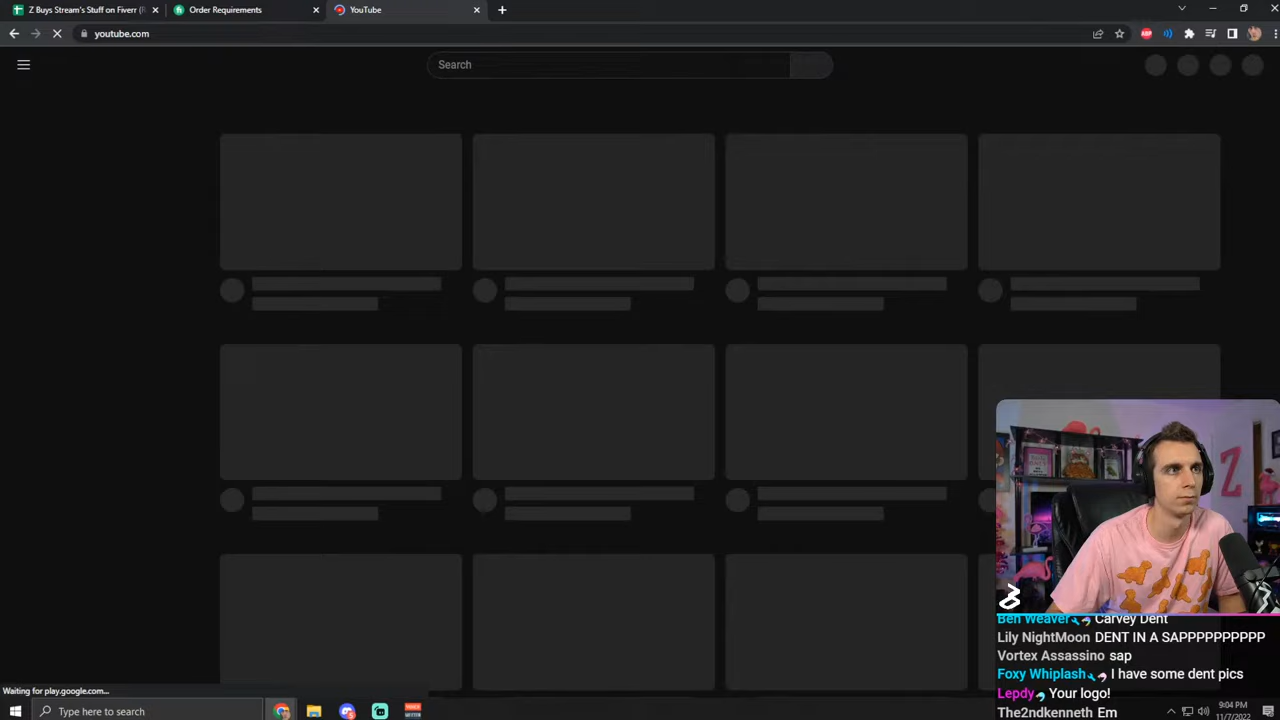 Z Buys Stream's Stuff on Fiverr (
Order Requirements
YouTube
youtube.com
Search
Z
Ben Weaver Carvey Dent
Lily NightMoon DENT IN A SAPPPPPPPPPP
Vortex Assassino sap
Foxy Whiplash I have some dent pics
Lepdy Your logo!
The2ndkenneth Em
Waiting for play.google.com...
Type here to search
9:04 PM
11/7/2022